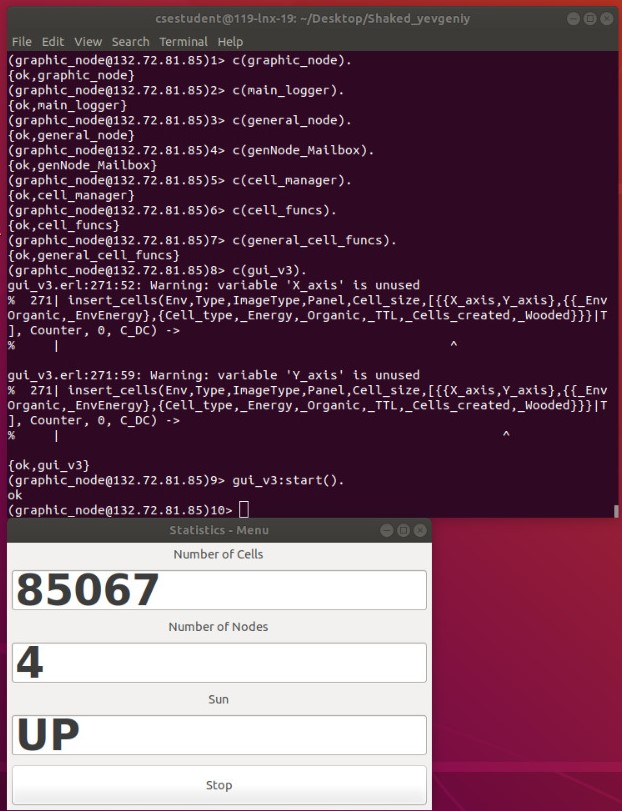 csestudent@119-lnx-19: ~/Desktop/Shaked_yevgeniy
File Edit View Search Terminal Help
(graphic_node@132.72.81.85)1> c(graphic_node).
{ok,graphic_node}
(graphic_node@132.72.81.85)2> c(main_logger).
{ok,main_logger}
(graphic_node@132.72.81.85)3> c(general_node).
{ok,general_node}
(graphic_node@132.72.81.85)4> c(genNode_Mailbox).
{ok,genNode_Mailbox}
(graphic_node@132.72.81.85)5> c(cell_manager).
{ok,cell_manager}
(graphic_node@132.72.81.85)6> c(cell_funcs).
{ok,cell_funcs}
(graphic_node@132.72.81.85)7> c(general_cell_funcs).
{ok,general_cell_funcs}
(graphic_node@132.72.81.85)8> c(gui_v3).
gui_v3.erl:271:52: Warning: variable 'X_axis' is unused
%  271| insert_cells(Env,Type,ImageType,Panel,Cell_size,[{{{X_axis,Y_axis},{{_Env
Organic,_EnvEnergy},{Cell_type,_Energy,_Organic,_TTL,_Cells_created,_Wooded}}}|T
], Counter, 0, C_DC) ->
%     |                                                     ^
gui_v3.erl:271:59: Warning: variable 'Y_axis' is unused
%  271| insert_cells(Env,Type,ImageType,Panel,Cell_size,[{{{X_axis,Y_axis},{{_Env
Organic,_EnvEnergy},{Cell_type,_Energy,_Organic,_TTL,_Cells_created,_Wooded}}}|T
], Counter, 0, C_DC) ->
%     |                                                            ^
{ok,gui_v3}
(graphic_node@132.72.81.85)9> gui_v3:start().
ok
(graphic_node@132.72.81.85)10>
Statistics - Menu
Number of Cells
85067
Number of Nodes
4
Sun
UP
Stop